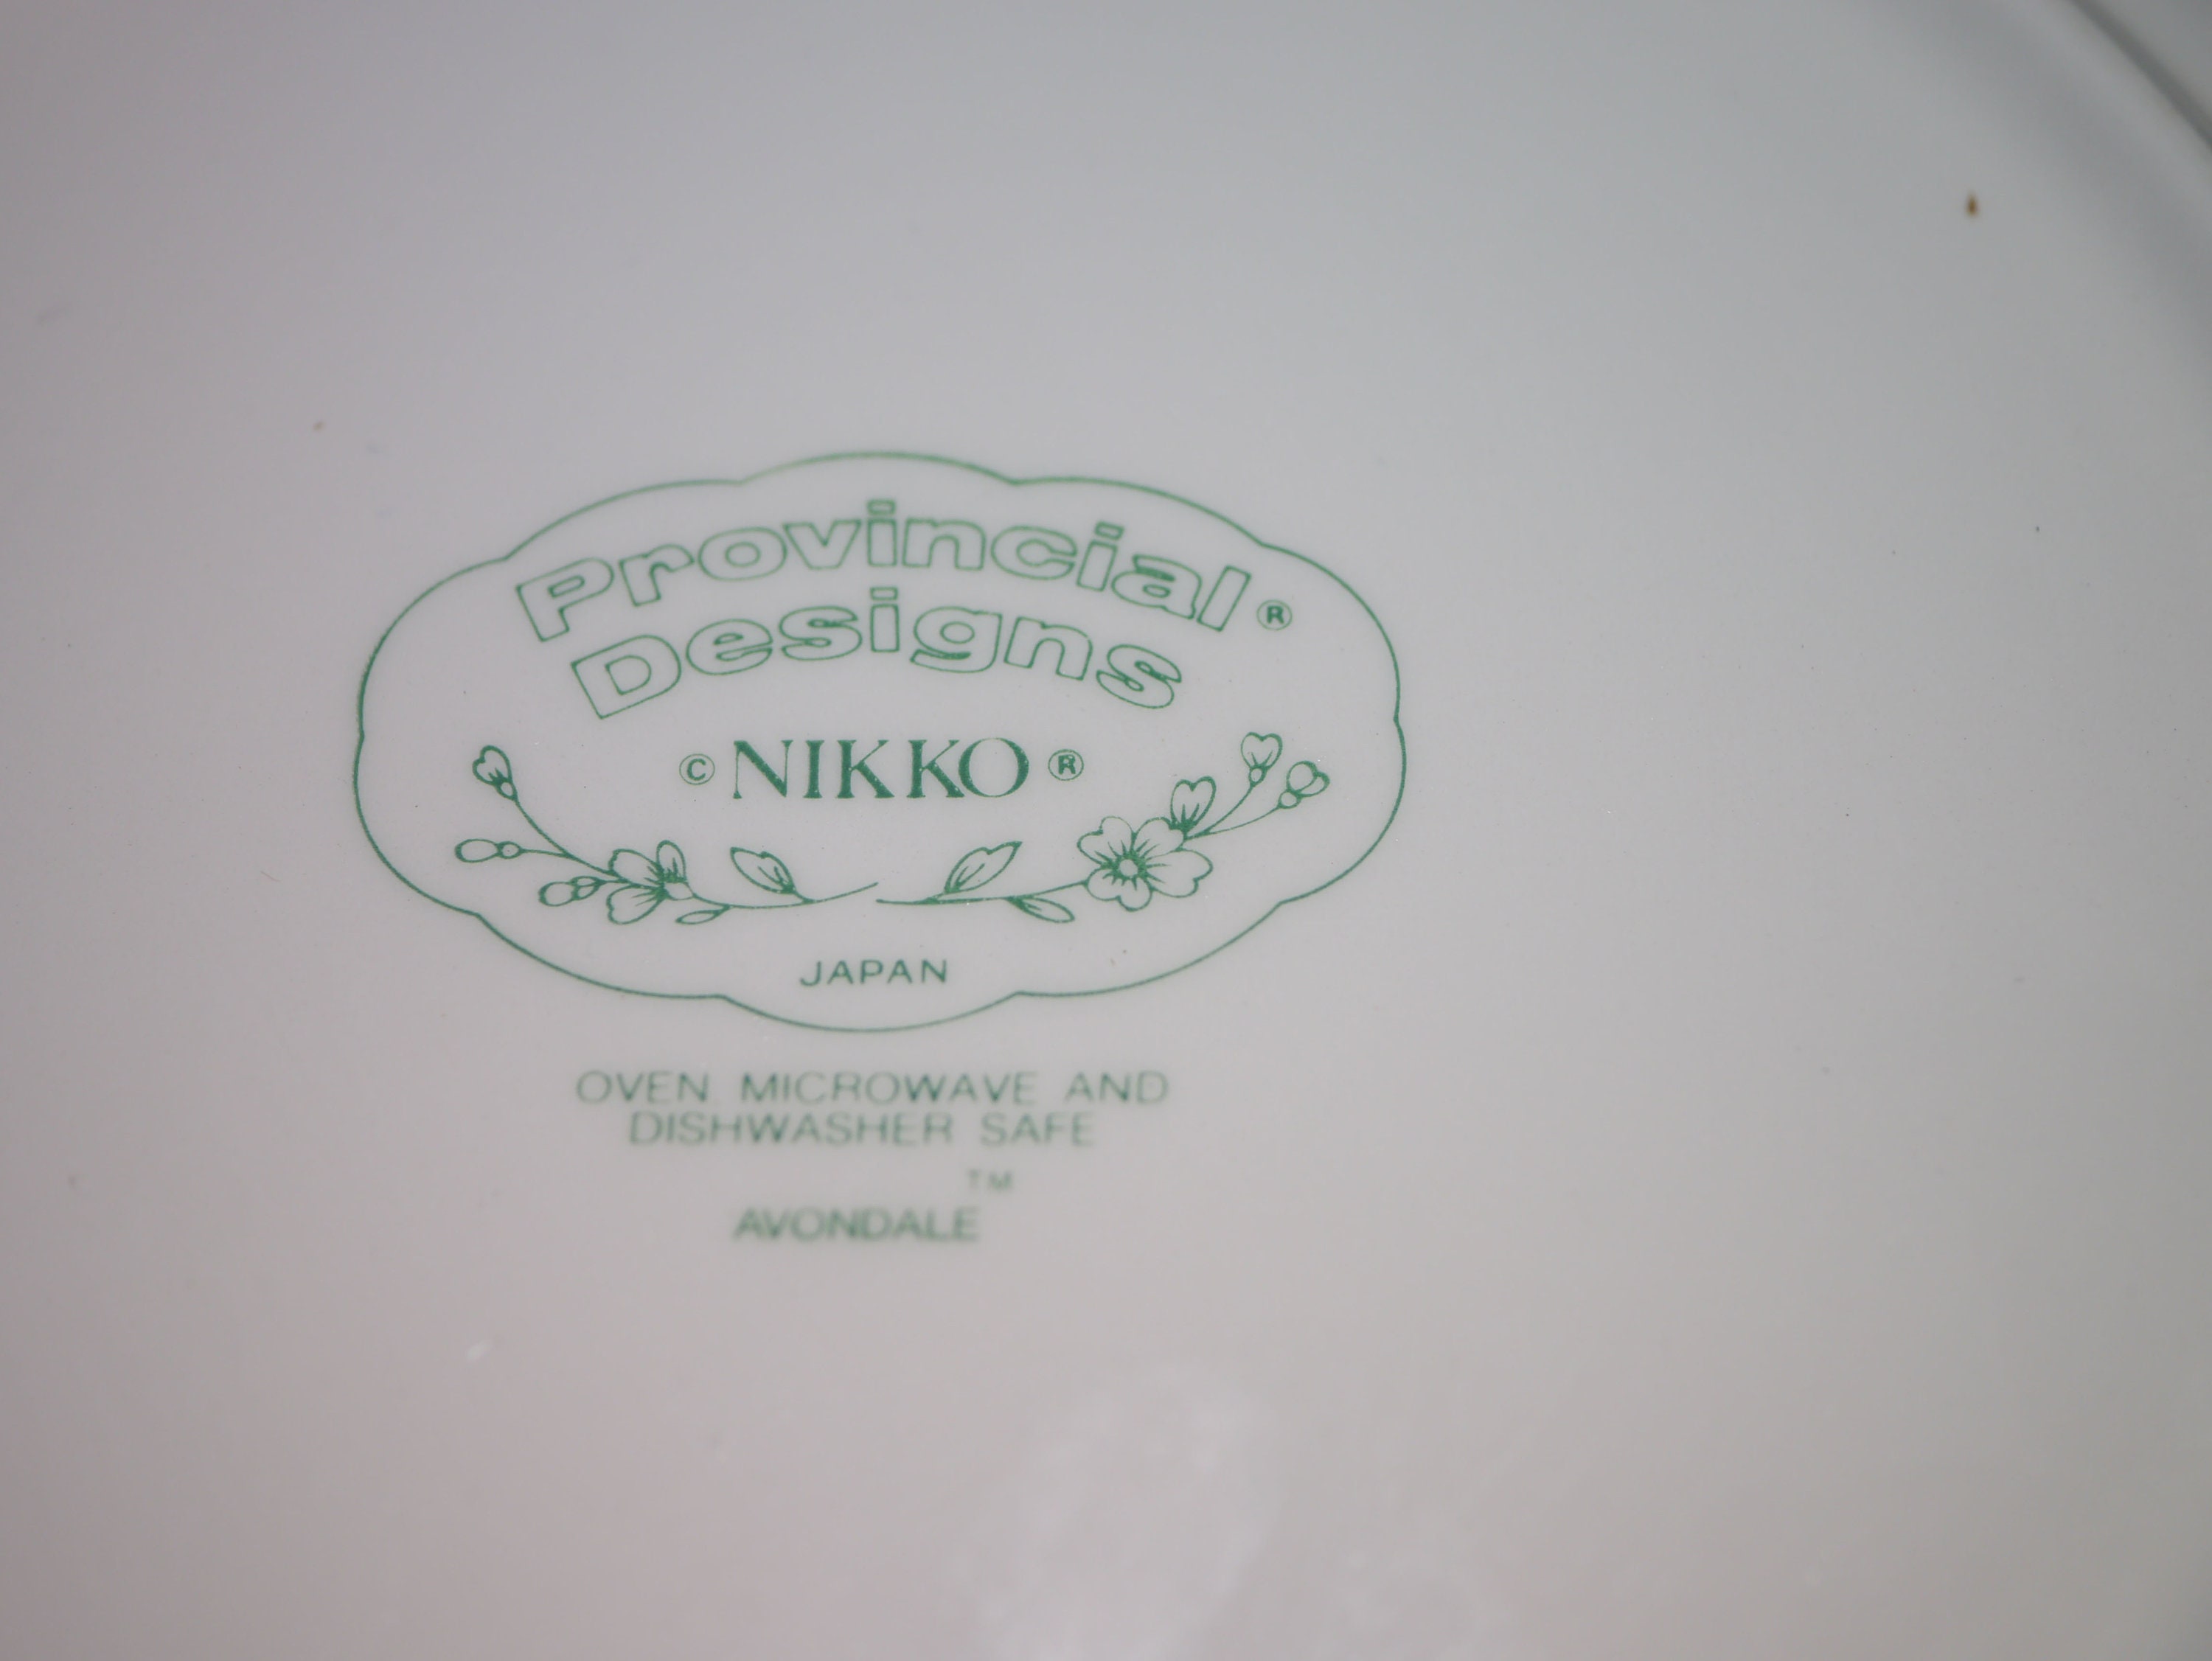 Provincial®
Designs
© NIKKO ®
JAPAN
OVEN MICROWAVE AND
DISHWASHER SAFE
TM
AVONDALE